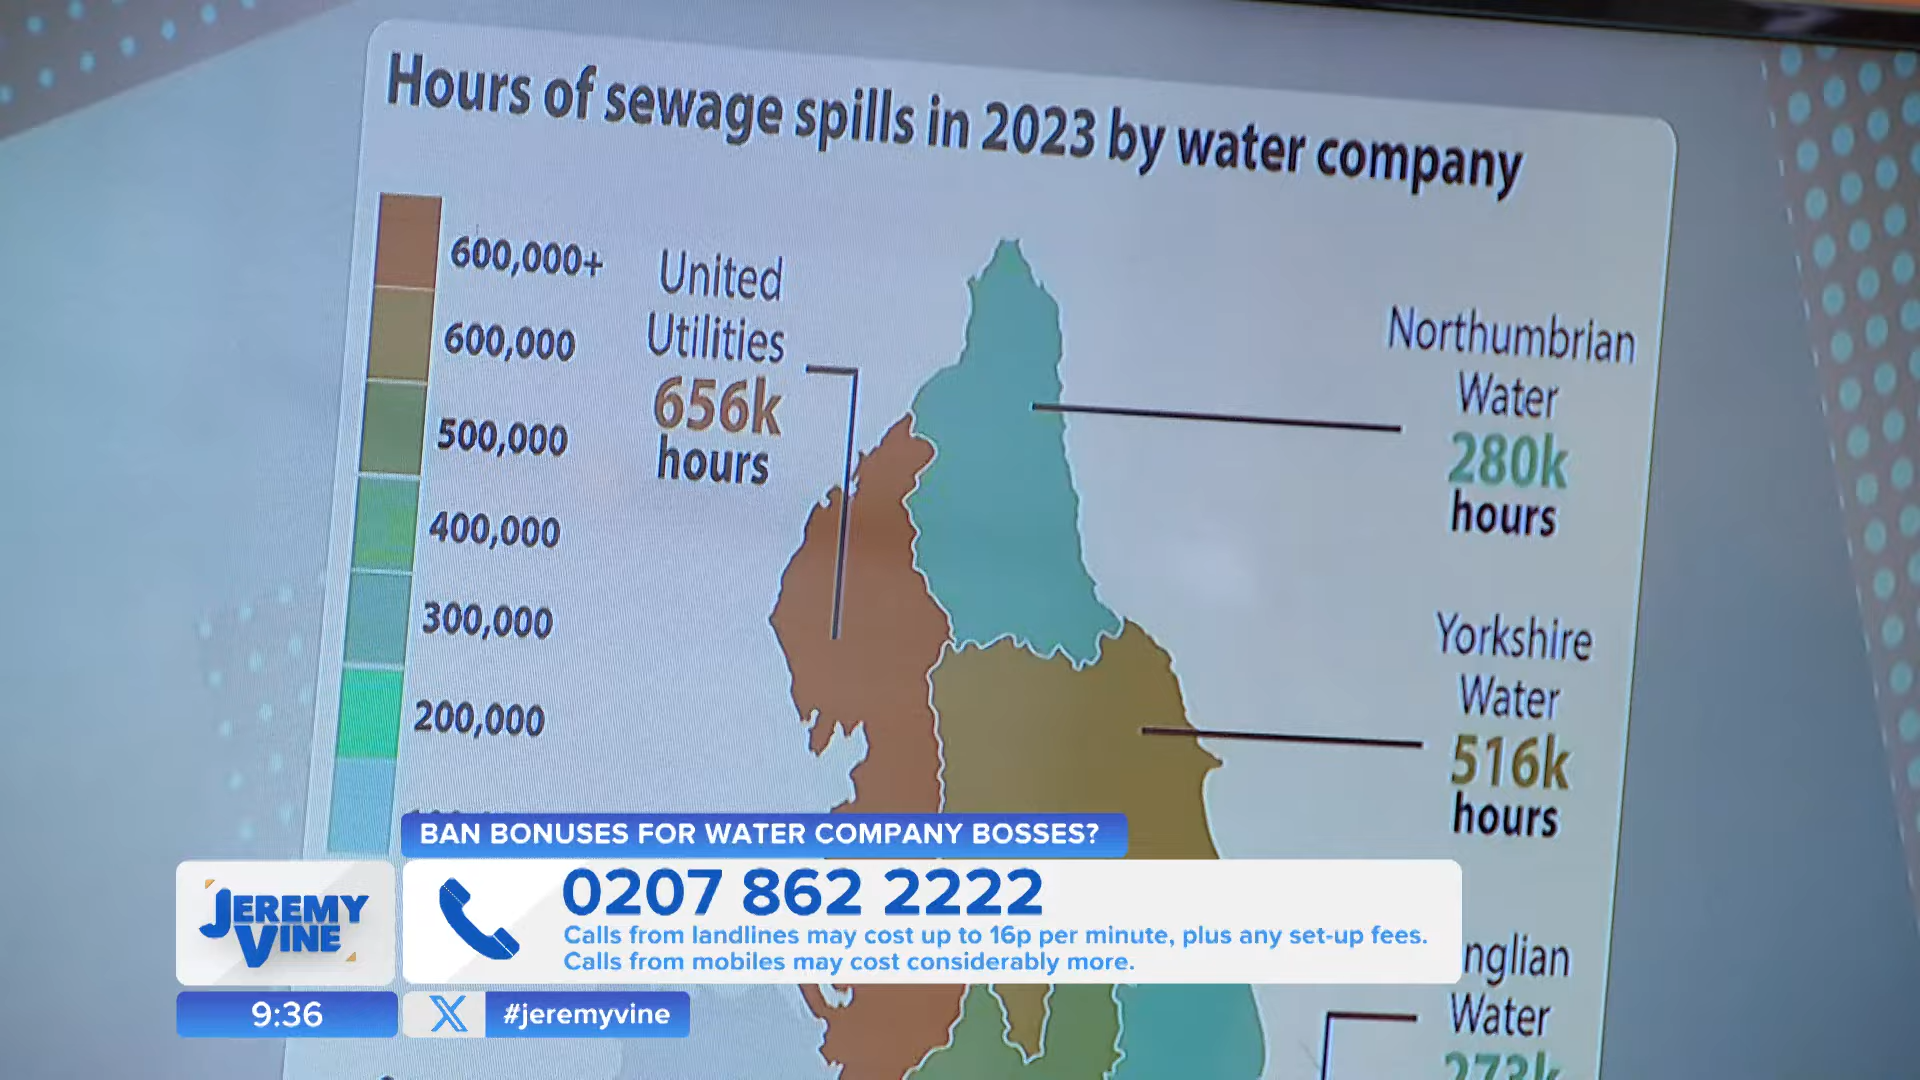 Hours of sewage spills in 2023 by water company
600,000+
600,000
500,000
400,000
300,000
200,000
United
Utilities
656k
hours
Northumbrian
Water
280k
hours
Yorkshire
Water
516k
hours
nglian
Water
273k
BAN BONUSES FOR WATER COMPANY BOSSES?
0207 862 2222
Calls from landlines may cost up to 16p per minute, plus any set-up fees.
Calls from mobiles may cost considerably more.
JEREMY
VINE
9:36
#jeremyvine